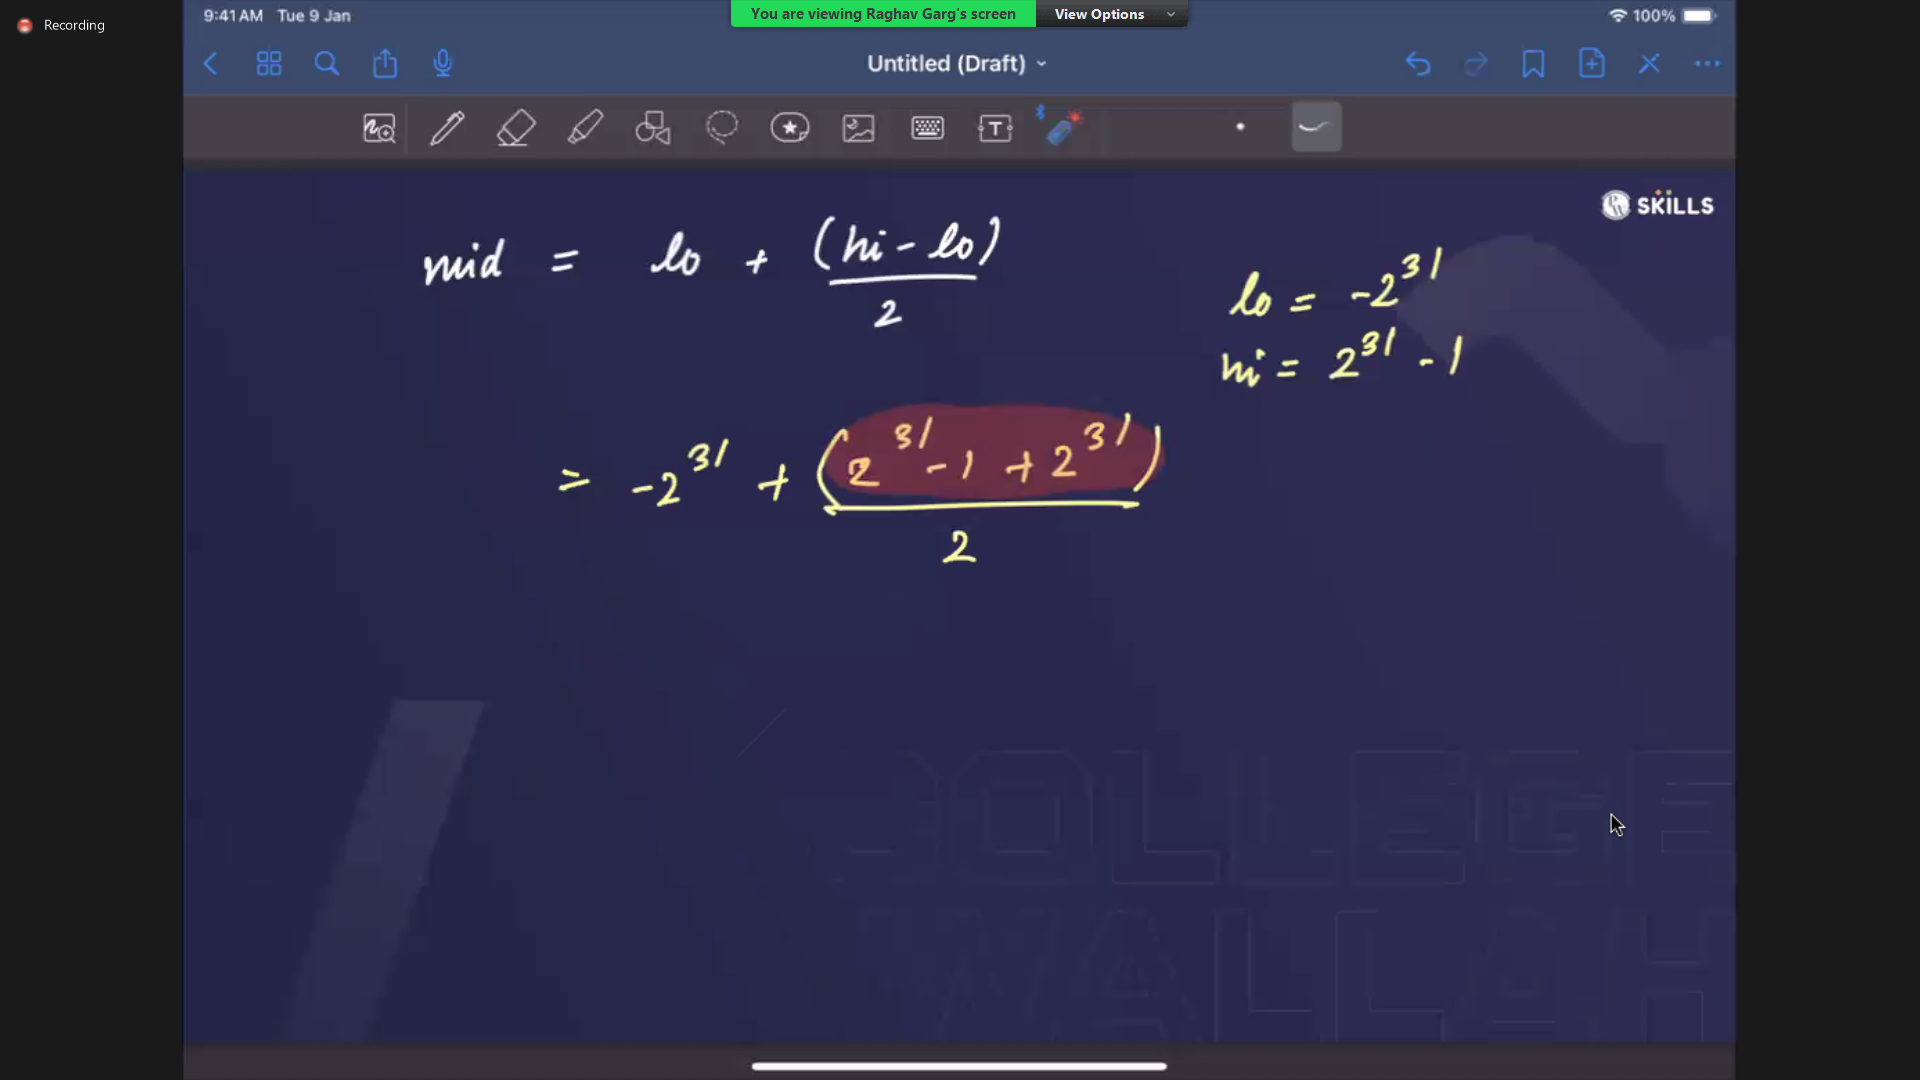 Recording
9:41 AM Tue 9 Jan
You are viewing Raghav Garg's screen
View Options
100%
Untitled (Draft)
T
PW SKILLS
mid = lo + (hi - lo)
2
lo = -2^31
hi = 2^31 - 1
= -2^31 + (2^31 - 1 + 2^31)
2
COLLEGE
WALLAH